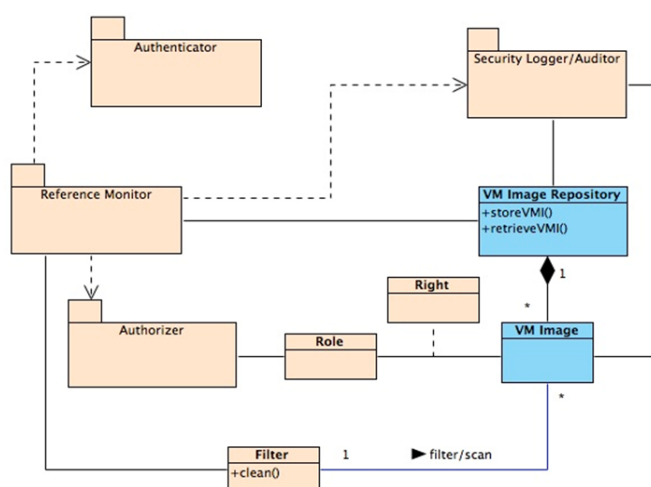 Authenticator
Security Logger/Auditor
Reference Monitor
VM Image Repository
+storeVMI()
+retrieveVMI()
1
Right
*
Authorizer
Role
VM Image
*
Filter
1
filter/scan
+clean()